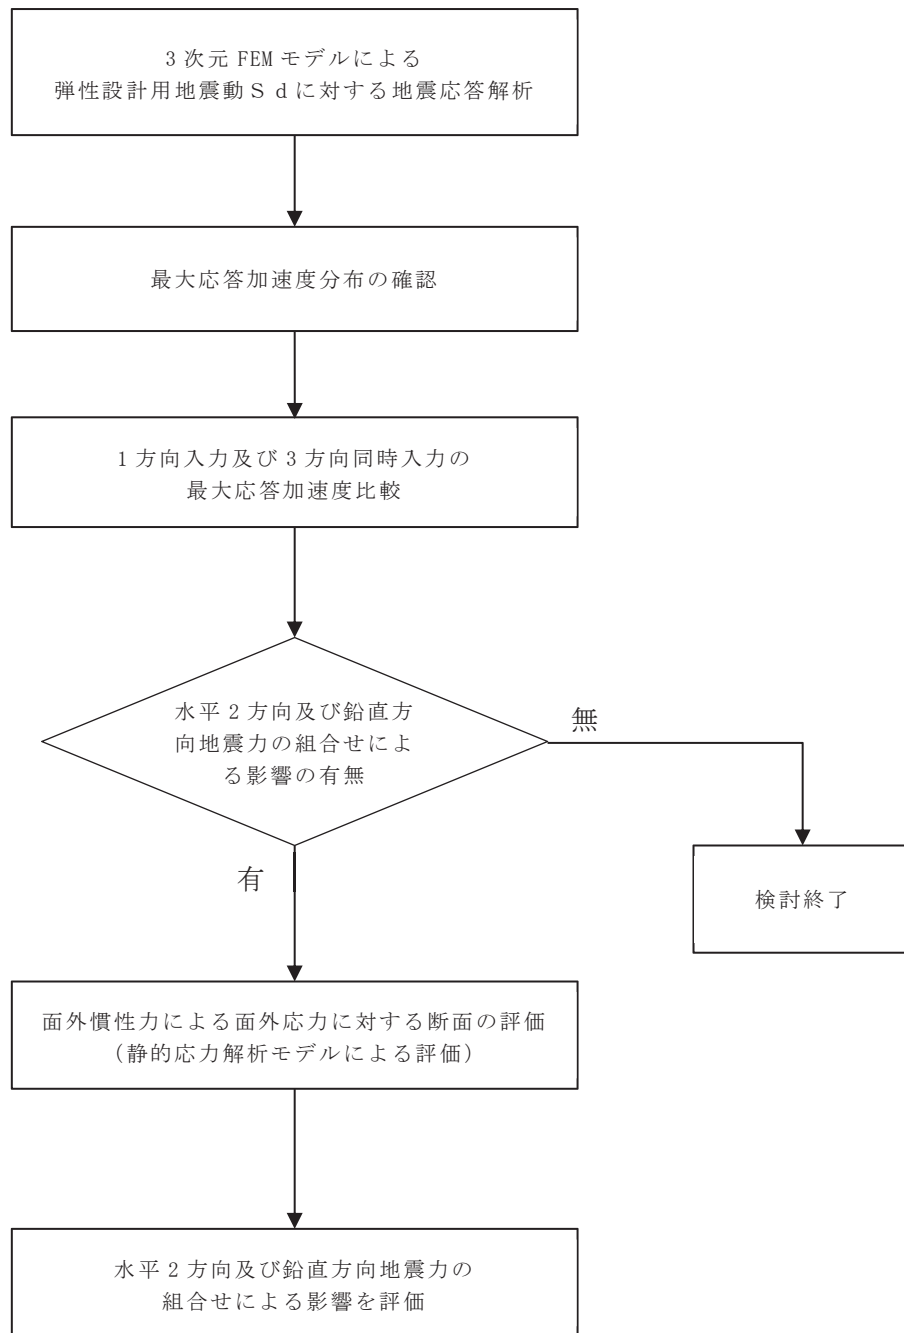 3次元FEMモデルによる
弾性設計用地震動Ｓｄに対する地震応答解析
最大応答加速度分布の確認
1方向入力及び3方向同時入力の
最大応答加速度比較
水平2方向及び鉛直方
向地震力の組合せによ
る影響の有無
無
有
検討終了
面外慣性力による面外応力に対する断面の評価
（静的応力解析モデルによる評価）
水平2方向及び鉛直方向地震力の
組合せによる影響を評価